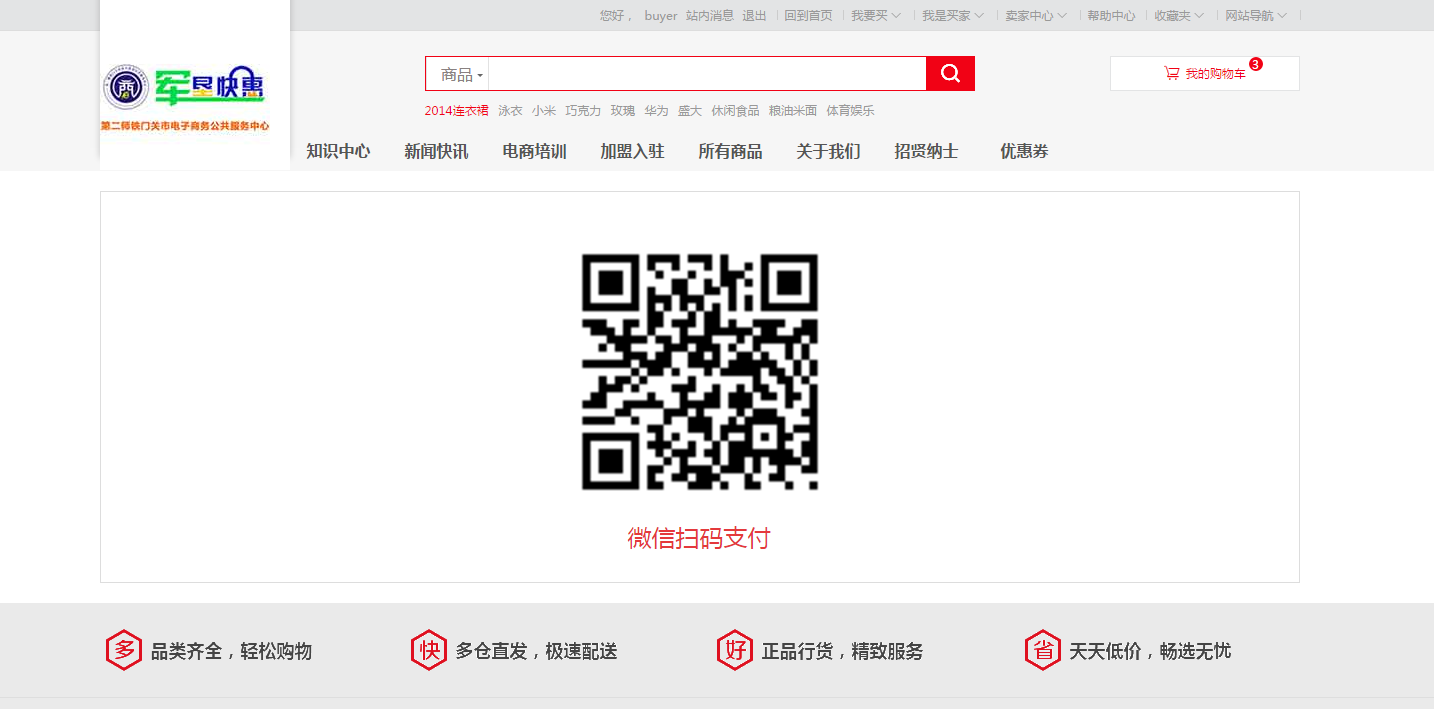 您好， buyer 站内消息 退出 回到首页 我要买 我是买家 卖家中心 帮助中心 收藏夹 网站导航
军垦快惠
第二师铁门关市电子商务公共服务中心
商品
我的购物车 3
2014连衣裙 泳衣 小米 巧克力 玫瑰 华为 盛大 休闲食品 粮油米面 体育娱乐
知识中心 新闻快讯 电商培训 加盟入驻 所有商品 关于我们 招贤纳士 优惠券
微信扫码支付
多 品类齐全，轻松购物 快 多仓直发，极速配送 好 正品行货，精致服务 省 天天低价，畅选无忧